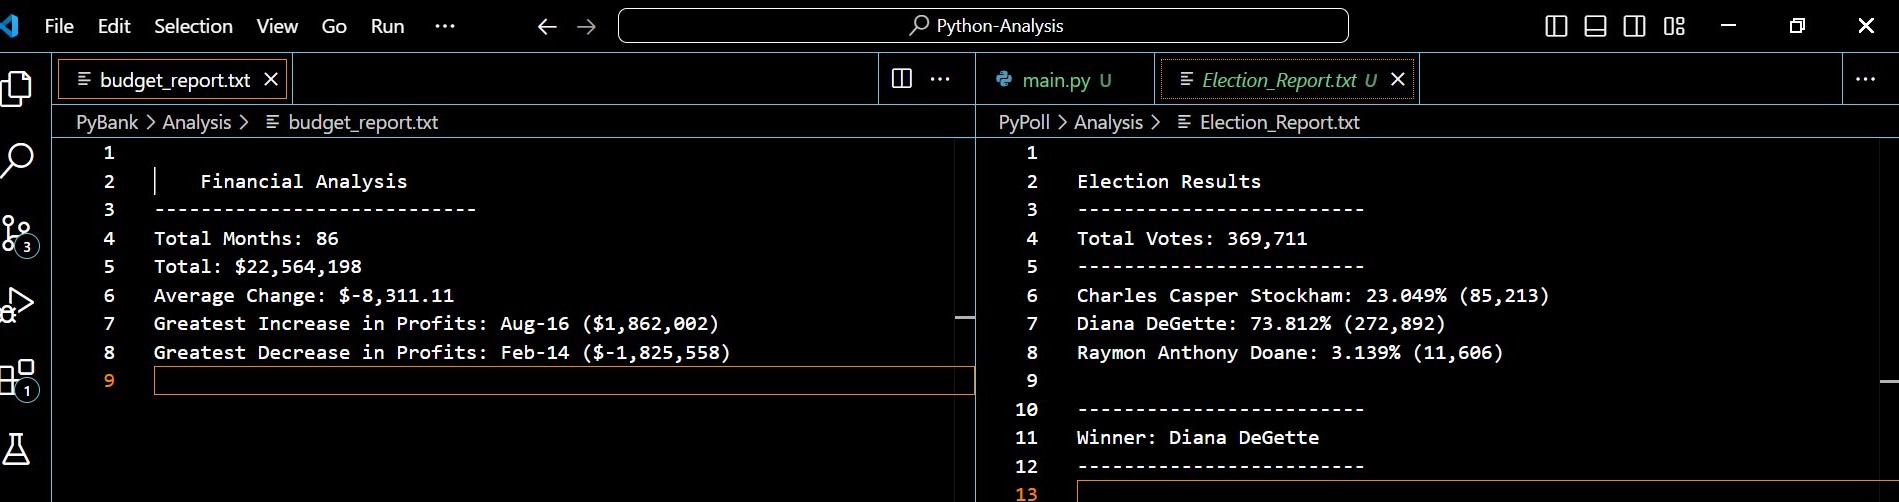 File Edit Selection View Go Run ··· Python-Analysis
budget_report.txt
PyBank > Analysis > budget_report.txt
1
2 Financial Analysis
3 ----------------------------
4 Total Months: 86
5 Total: $22,564,198
6 Average Change: $-8,311.11
7 Greatest Increase in Profits: Aug-16 ($1,862,002)
8 Greatest Decrease in Profits: Feb-14 ($-1,825,558)
9
main.py U Election_Report.txt U
PyPoll > Analysis > Election_Report.txt
1
2 Election Results
3 -------------------------
4 Total Votes: 369,711
5 -------------------------
6 Charles Casper Stockham: 23.049% (85,213)
7 Diana DeGette: 73.812% (272,892)
8 Raymon Anthony Doane: 3.139% (11,606)
9
10 -------------------------
11 Winner: Diana DeGette
12 -------------------------
13
3
1